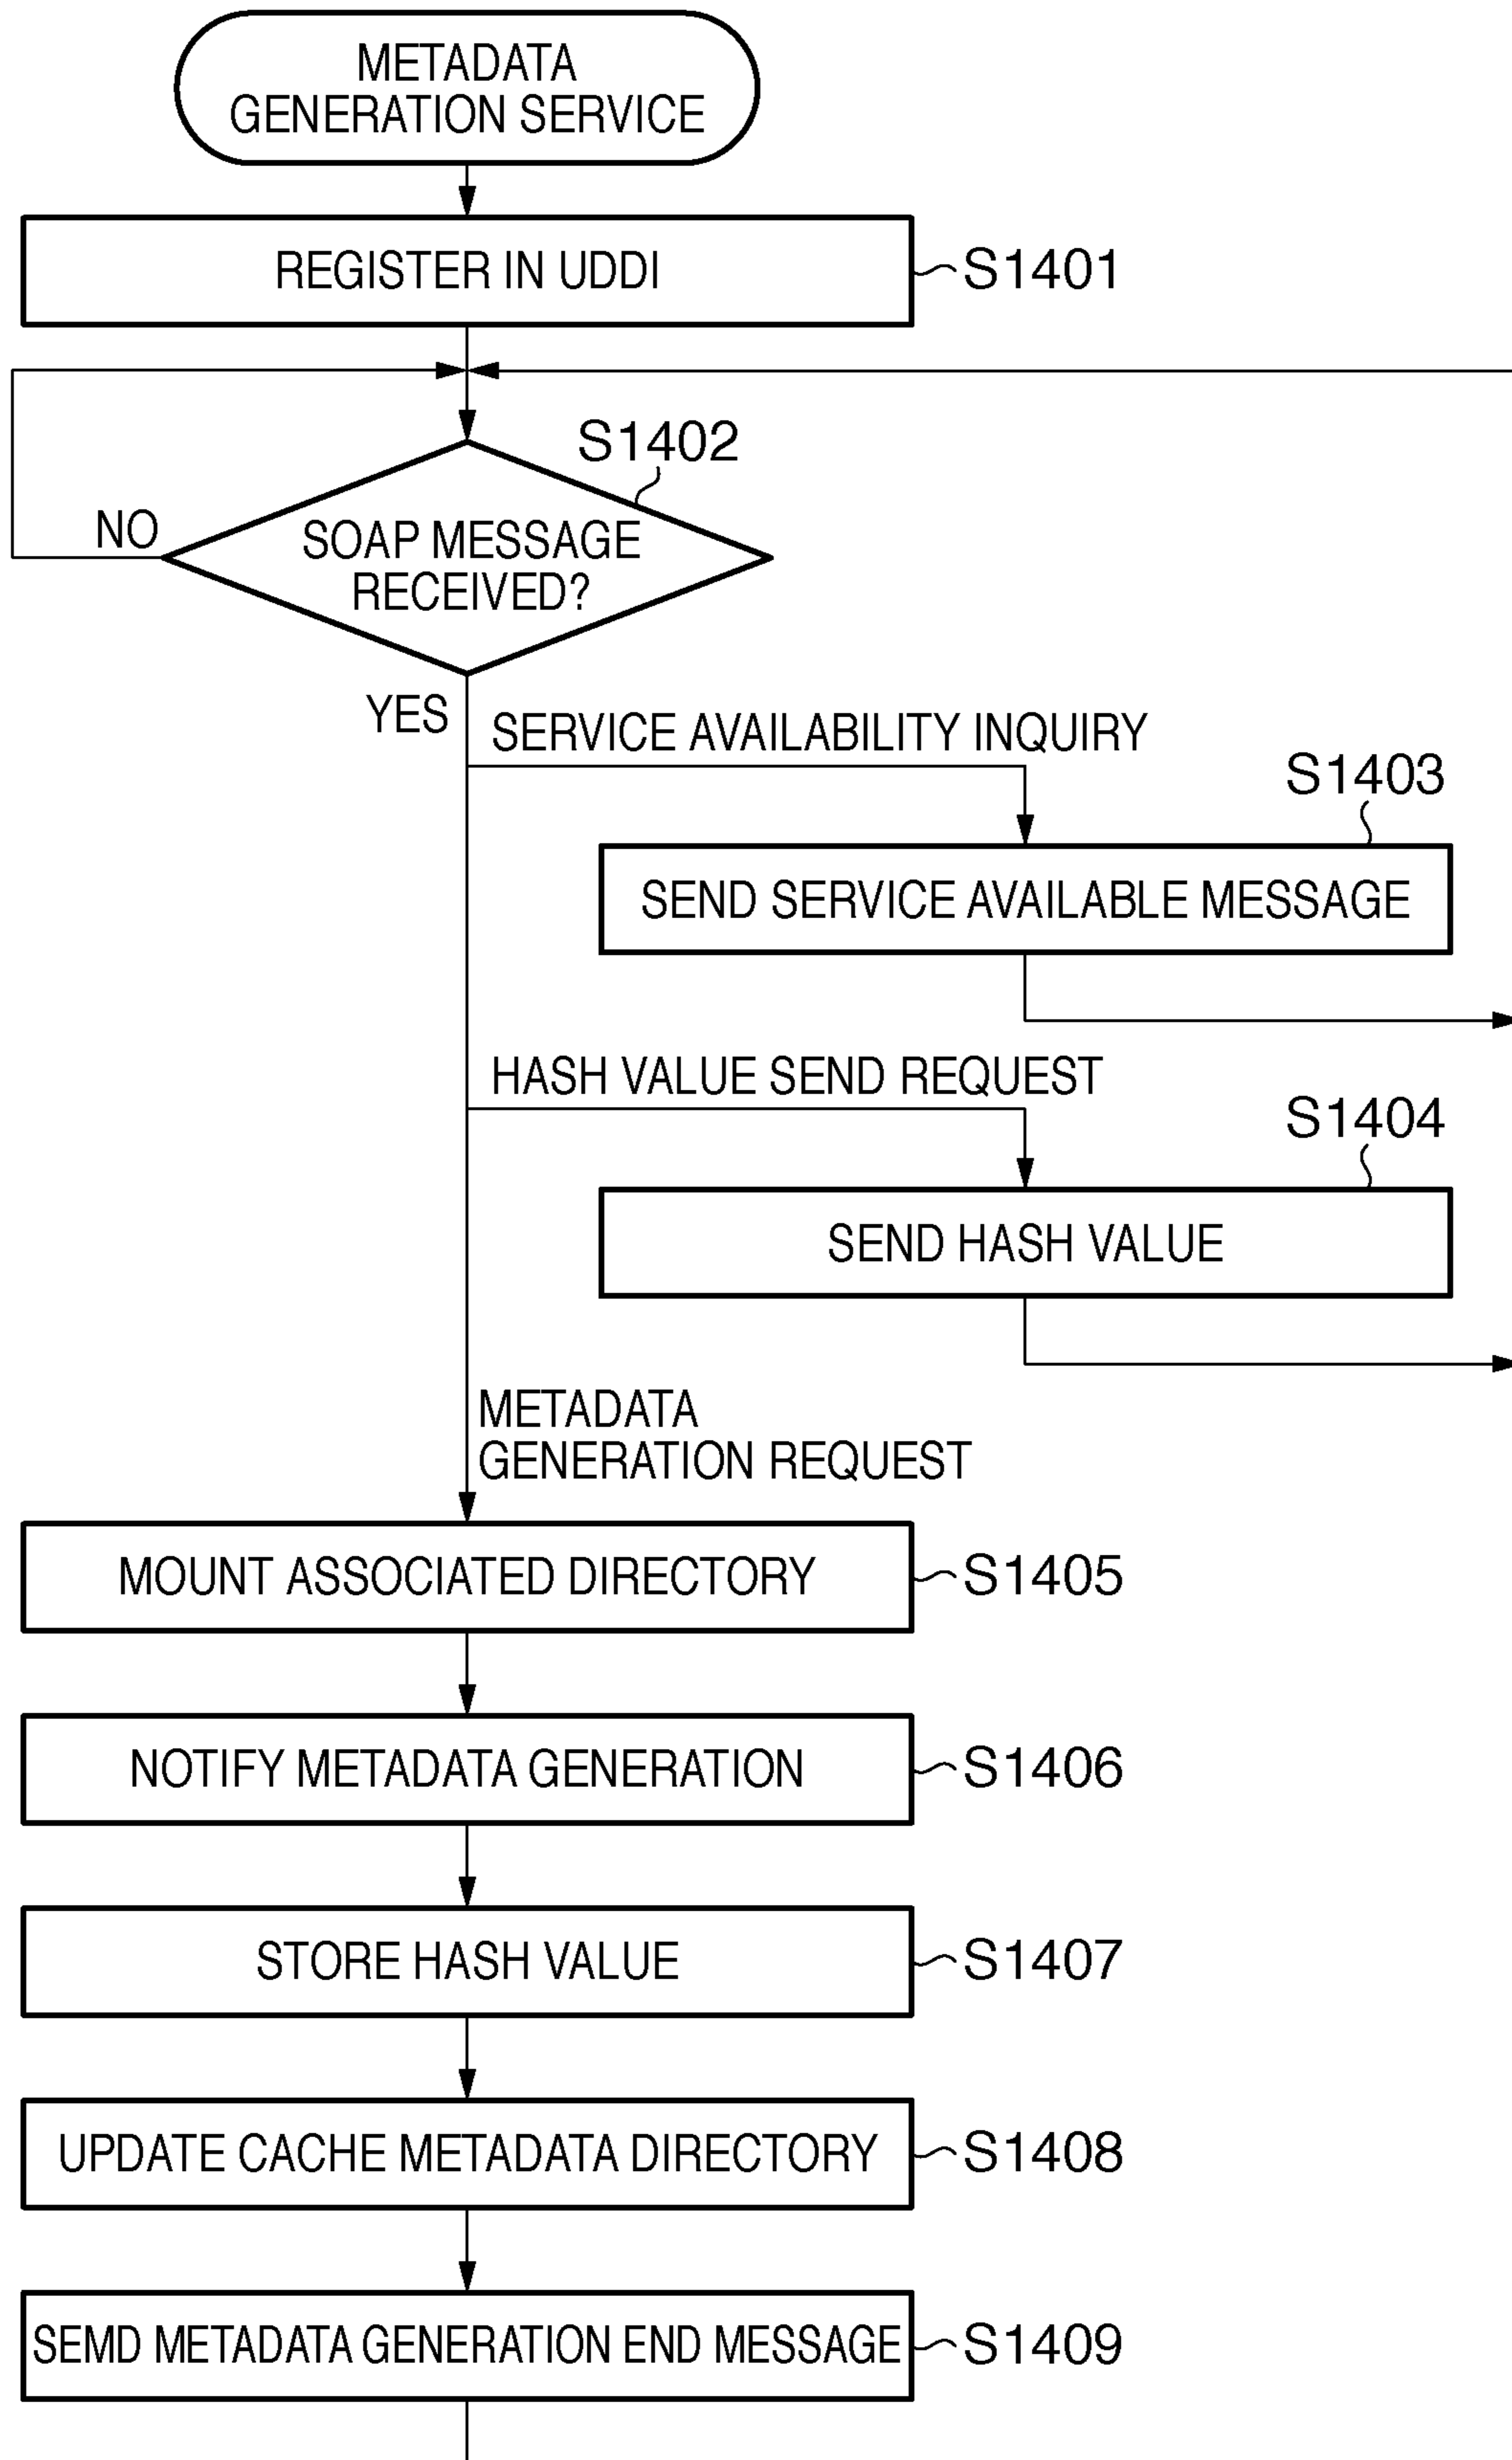 METADATA
GENERATION SERVICE
REGISTER IN UDDI
S1401
S1402
NO
SOAP MESSAGE
RECEIVED?
YES
SERVICE AVAILABILITY INQUIRY
S1403
SEND SERVICE AVAILABLE MESSAGE
HASH VALUE SEND REQUEST
S1404
SEND HASH VALUE
METADATA
GENERATION REQUEST
MOUNT ASSOCIATED DIRECTORY
S1405
NOTIFY METADATA GENERATION
S1406
STORE HASH VALUE
S1407
UPDATE CACHE METADATA DIRECTORY
S1408
SEMD METADATA GENERATION END MESSAGE
S1409